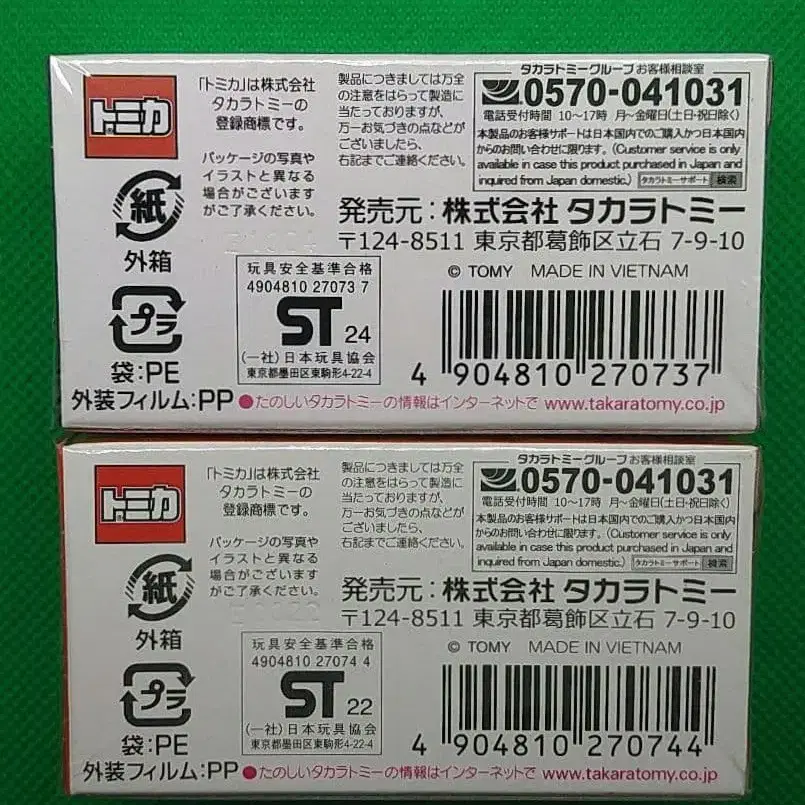 トミカ
「トミカ」は株式会社
タカラトミーの
登録商標です。
パッケージの写真や
イラストと異なる
場合がございます
がご了承ください。
製品につきましては万全
の注意をはらって製造に
当たっておりますが、
万一お気づきの点などが
ございましたら、
右記までご連絡ください。
タカラトミーグループ お客様相談室
0570-041031
電話受付時間 10〜17時 月〜金曜日(土・日・祝日除く)
本製品のお客様サポートは日本国内でのご購入かつ日本国内
からのお問い合わせに限ります。(Customer service is only
available in case this product purchased in Japan and
inquired from Japan domestic.) タカラトミーサポート 検索
発売元:株式会社 タカラトミー
〒124-8511 東京都葛飾区立石 7-9-10
© TOMY MADE IN VIETNAM
紙
外箱
プラ
袋:PE
外装フィルム:PP
玩具安全基準合格
4904810 27073 7
ST 24
(一社)日本玩具協会
東京都墨田区東駒形4-22-4
4 904810 270737
●たのしいタカラトミーの情報はインターネットで www.takaratomy.co.jp
トミカ
「トミカ」は株式会社
タカラトミーの
登録商標です。
パッケージの写真や
イラストと異なる
場合がございます
がご了承ください。
製品につきましては万全
の注意をはらって製造に
当たっておりますが、
万一お気づきの点などが
ございましたら、
右記までご連絡ください。
タカラトミーグループ お客様相談室
0570-041031
電話受付時間 10〜17時 月〜金曜日(土・日・祝日除く)
本製品のお客様サポートは日本国内でのご購入かつ日本国内
からのお問い合わせに限ります。(Customer service is only
available in case this product purchased in Japan and
inquired from Japan domestic.) タカラトミーサポート 検索
発売元:株式会社 タカラトミー
〒124-8511 東京都葛飾区立石 7-9-10
© TOMY MADE IN VIETNAM
紙
外箱
プラ
袋:PE
外装フィルム:PP
玩具安全基準合格
4904810 27074 4
ST 22
(一社)日本玩具協会
東京都墨田区東駒形4-22-4
4 904810 270744
●たのしいタカラトミーの情報はインターネットで www.takaratomy.co.jp